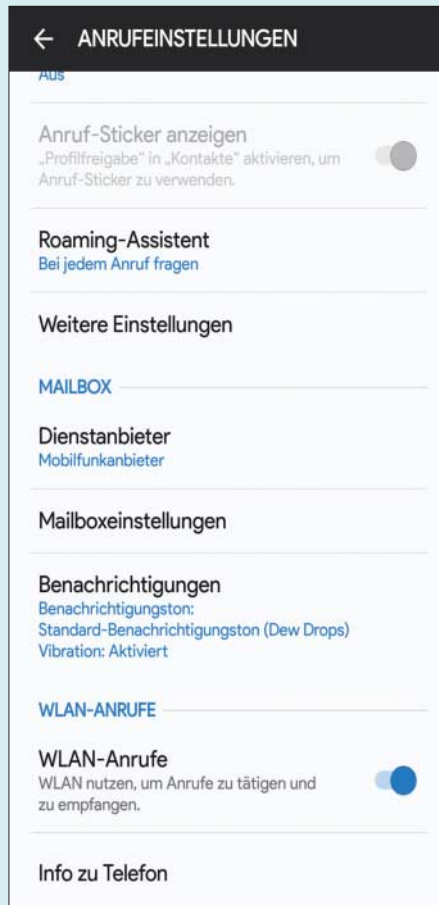 ANRUFEINSTELLUNGEN
Aus
Anruf-Sticker anzeigen
„Profilfreigabe“ in „Kontakte“ aktivieren, um
Anruf-Sticker zu verwenden.
Roaming-Assistent
Bei jedem Anruf fragen
Weitere Einstellungen
MAILBOX
Dienstanbieter
Mobilfunkanbieter
Mailboxeinstellungen
Benachrichtigungen
Benachrichtigungston:
Standard-Benachrichtigungston (Dew Drops)
Vibration: Aktiviert
WLAN-ANRUFE
WLAN-Anrufe
WLAN nutzen, um Anrufe zu tätigen und
zu empfangen.
Info zu Telefon